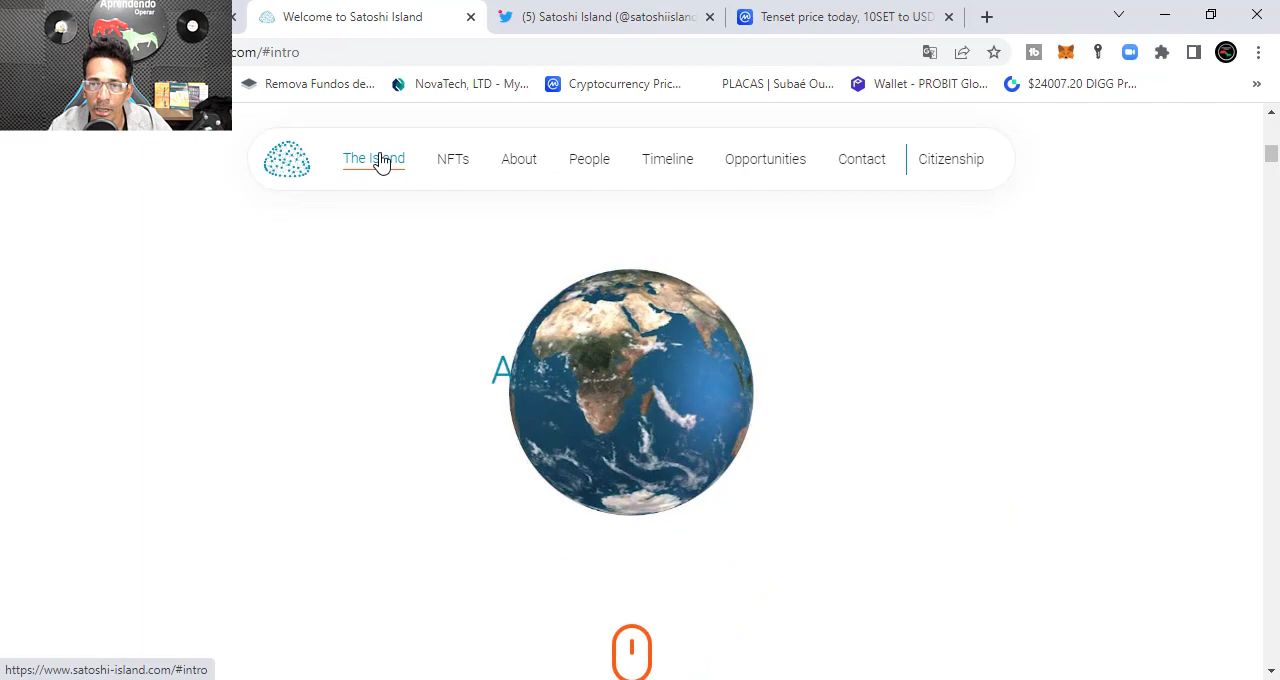 Aprendendo
Operar
Welcome to Satoshi Island
(5) Satoshi Island (@satoshiisland
Tenset price today, 10SET to USD
com/#intro
Remova Fundos de...
NovaTech, LTD - My...
Cryptocurrency Pric...
PLACAS | Subaé Ou...
Wallet - PROBIT Glo...
$24007.20 DIGG Pr...
The Island
NFTs
About
People
Timeline
Opportunities
Contact
Citizenship
A
https://www.satoshi-island.com/#intro